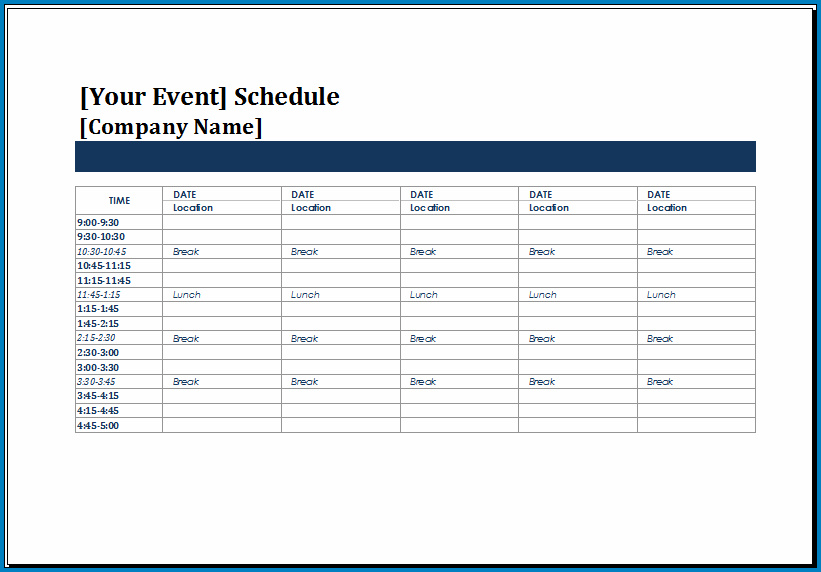 [Your Event] Schedule
[Company Name]
TIME DATE DATE DATE DATE DATE
Location Location Location Location Location
9:00-9:30
9:30-10:30
10:30-10:45 Break Break Break Break Break
10:45-11:15
11:15-11:45
11:45-1:15 Lunch Lunch Lunch Lunch Lunch
1:15-1:45
1:45-2:15
2:15-2:30 Break Break Break Break Break
2:30-3:00
3:00-3:30
3:30-3:45 Break Break Break Break Break
3:45-4:15
4:15-4:45
4:45-5:00